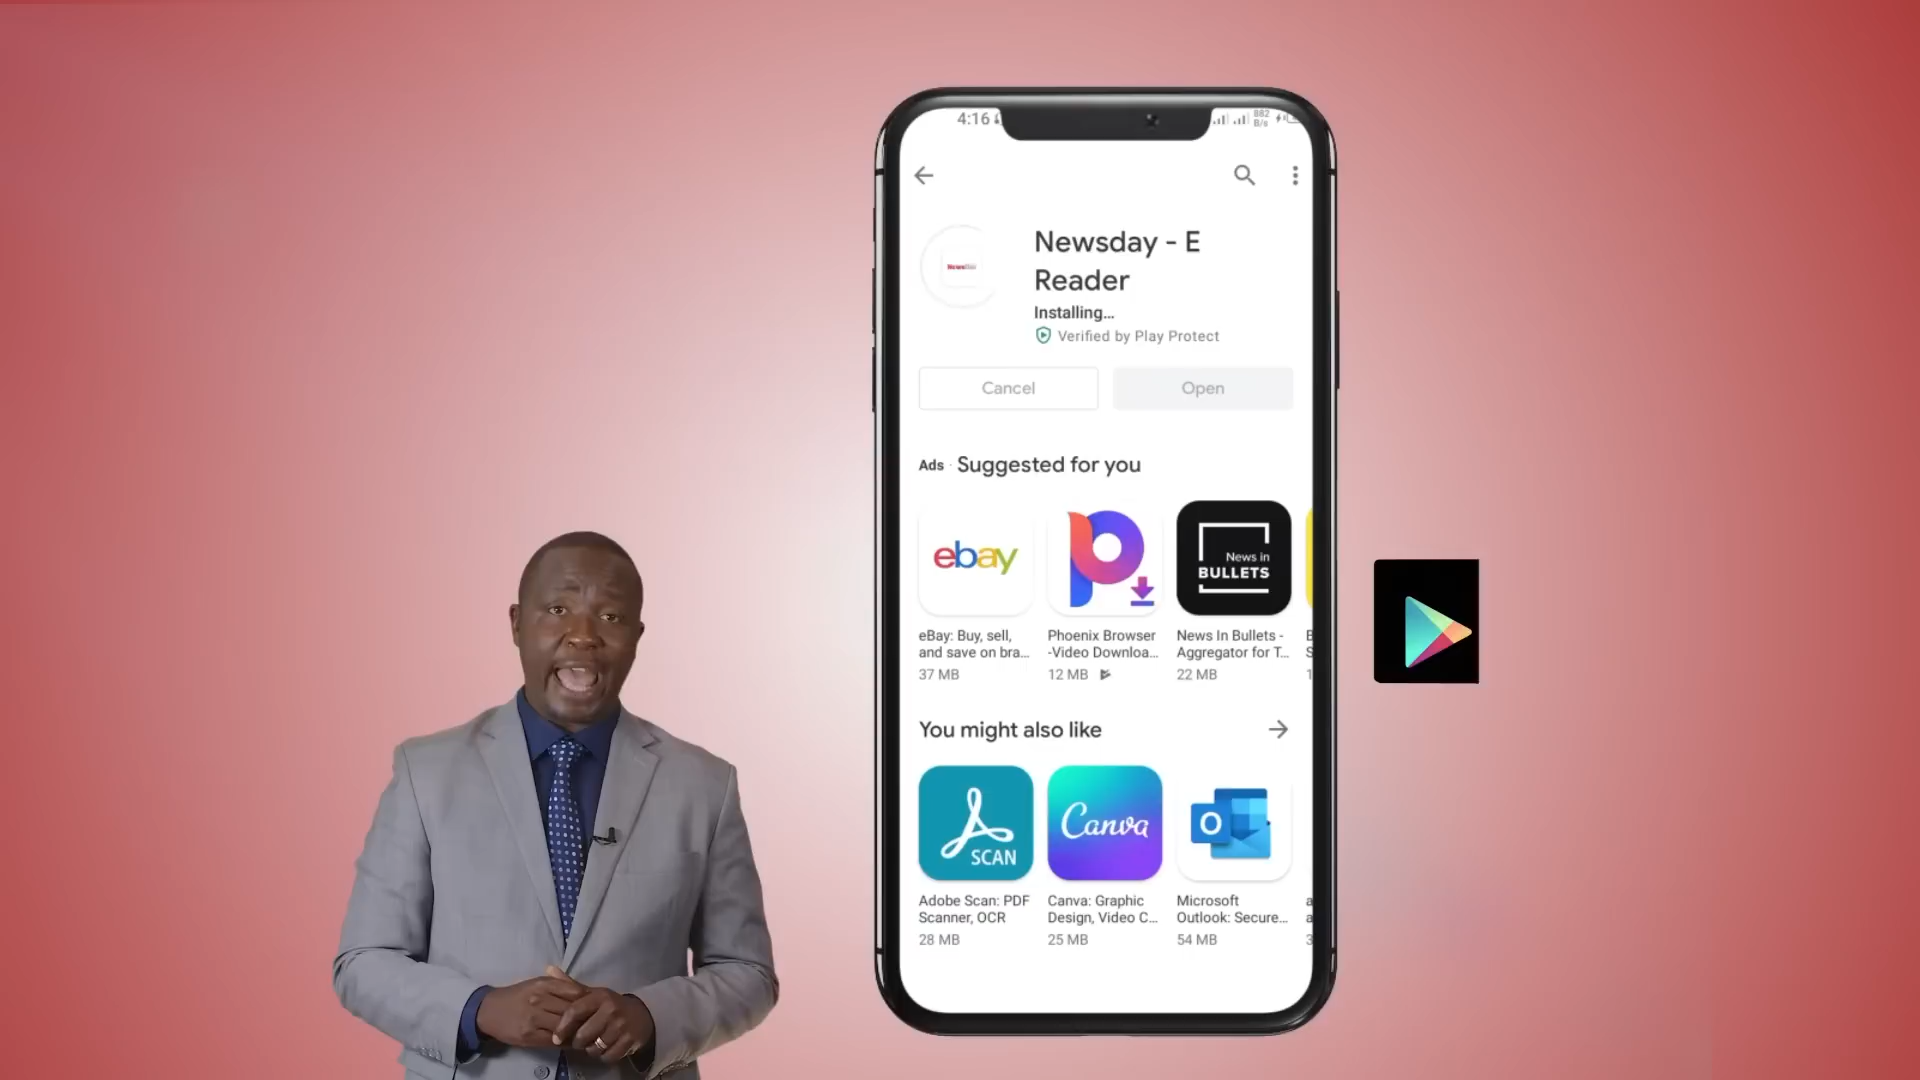 4:16
882
B/s
Newsday - E
Reader
Installing...
Verified by Play Protect
Cancel
Open
Ads · Suggested for you
ebay
News in
BULLETS
eBay: Buy, sell,
and save on bra...
37 MB
Phoenix Browser
-Video Downloa...
12 MB
News In Bullets -
Aggregator for T...
22 MB
You might also like
SCAN
Canva
O
Adobe Scan: PDF
Scanner, OCR
28 MB
Canva: Graphic
Design, Video C...
25 MB
Microsoft
Outlook: Secure...
54 MB